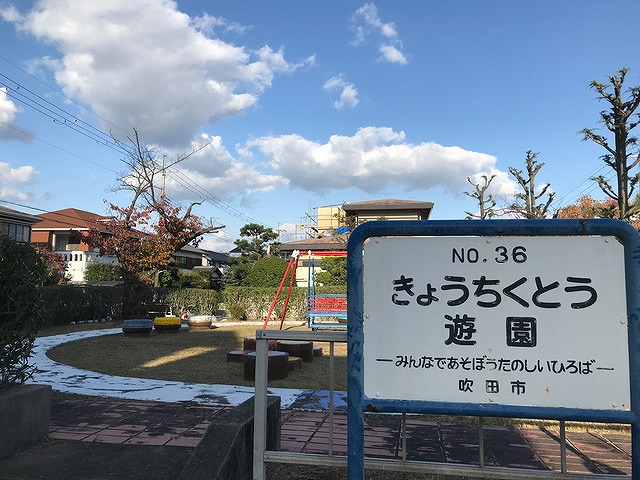 NO.36
きょうちくとう
遊園
―みんなであそぼうたのしいひろば―
吹田市